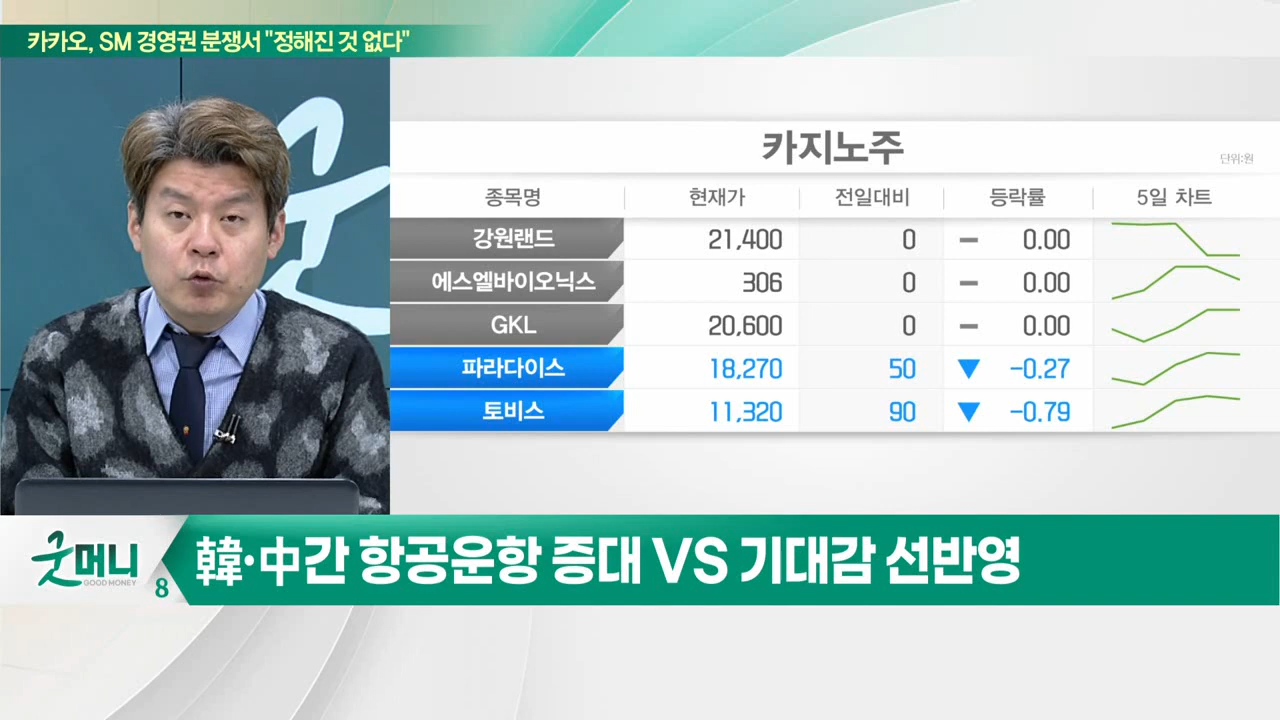 카카오, SM 경영권 분쟁서 "정해진 것 없다"
카지노주
단위:원
종목명 현재가 전일대비 등락률 5일 차트
강원랜드 21,400 0 − 0.00
에스엘바이오닉스 306 0 − 0.00
GKL 20,600 0 − 0.00
파라다이스 18,270 50 ▼ -0.27
토비스 11,320 90 ▼ -0.79
굿머니
GOOD MONEY
8
韓·中간 항공운항 증대 VS 기대감 선반영